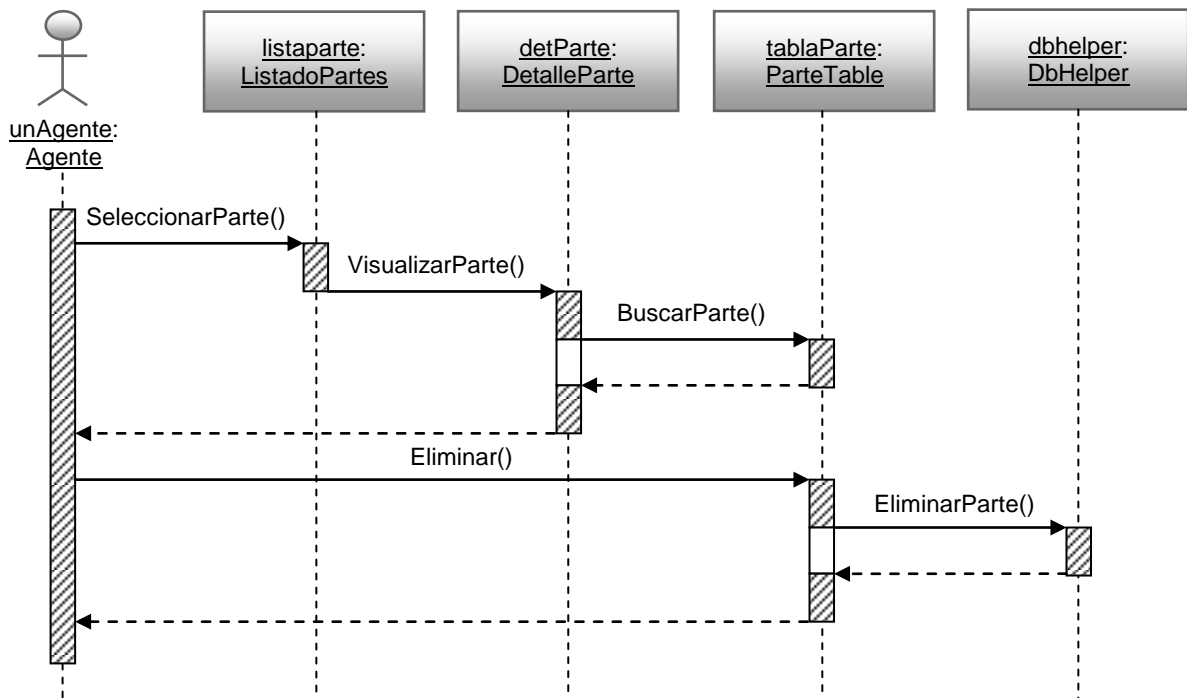 listaparte:
ListadoPartes
detParte:
DetalleParte
tablaParte:
ParteTable
dbhelper:
DbHelper
unAgente:
Agente
SeleccionarParte()
VisualizarParte()
BuscarParte()
Eliminar()
EliminarParte()